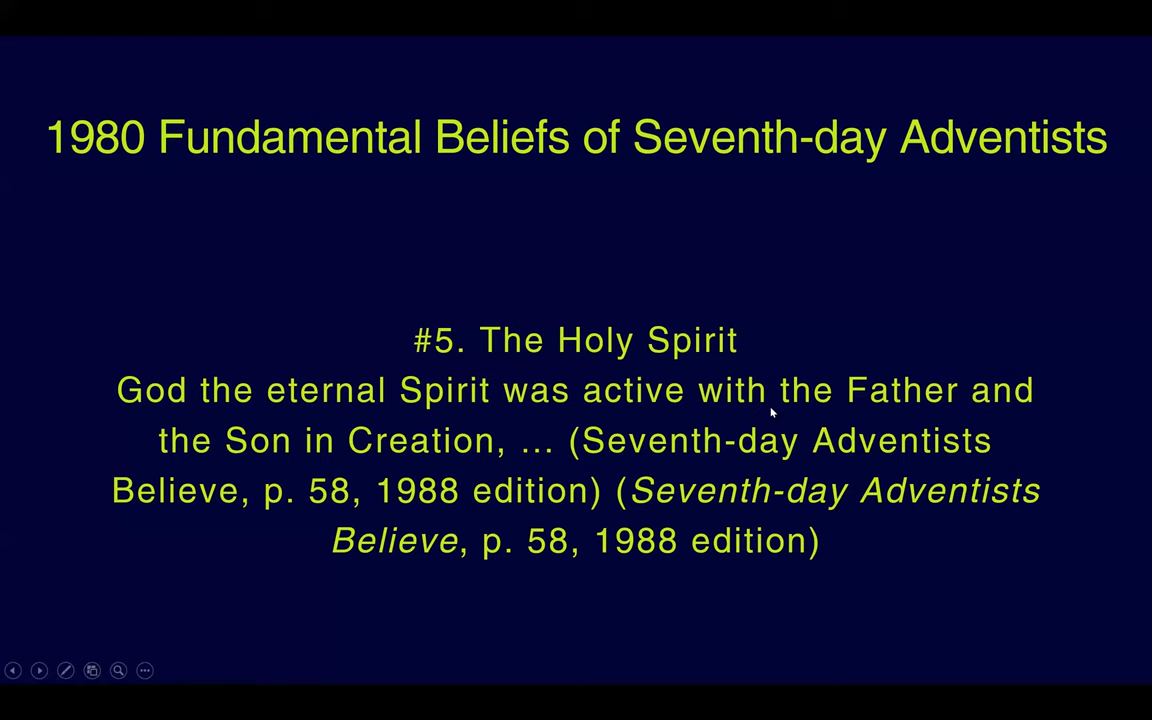 1980 Fundamental Beliefs of Seventh-day Adventists
#5. The Holy Spirit
God the eternal Spirit was active with the Father and
the Son in Creation, ... (Seventh-day Adventists
Believe, p. 58, 1988 edition) (Seventh-day Adventists
Believe, p. 58, 1988 edition)